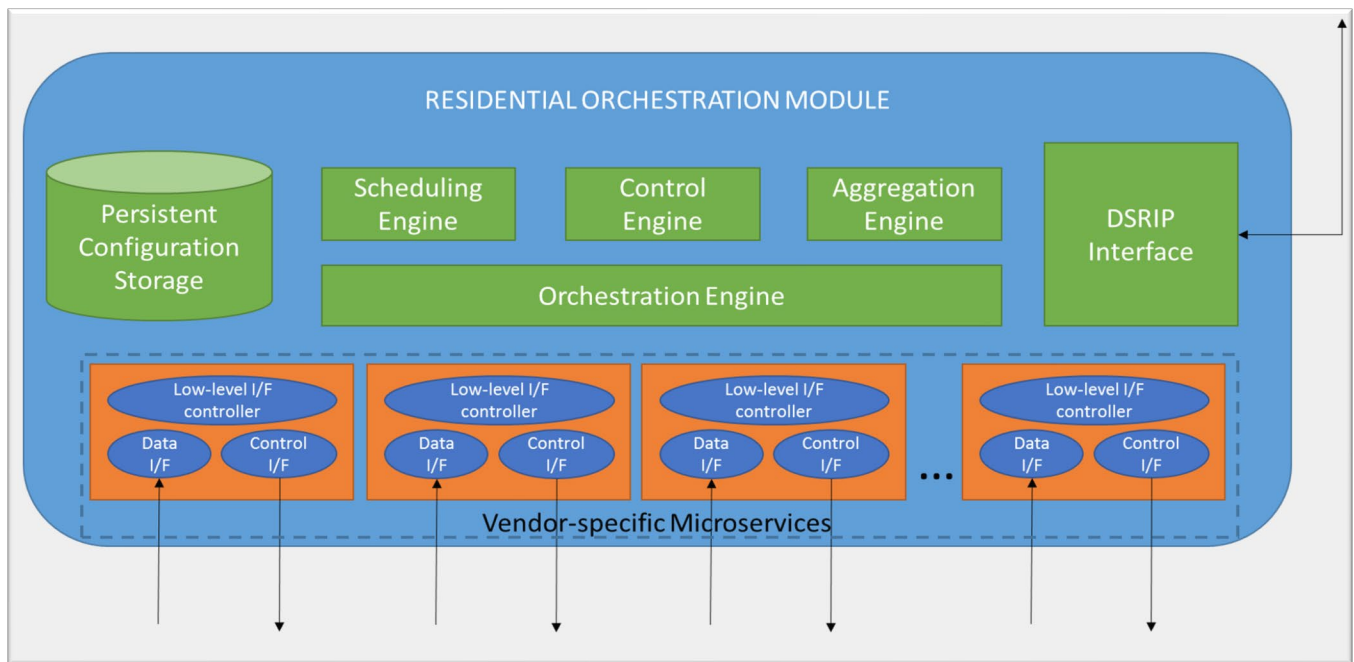 RESIDENTIAL ORCHESTRATION MODULE
Persistent
Configuration
Storage
Scheduling
Engine
Control
Engine
Aggregation
Engine
DSRIP
Interface
Orchestration Engine
Low-level I/F
controller
Data
I/F
Control
I/F
Low-level I/F
controller
Data
I/F
Control
I/F
Low-level I/F
controller
Data
I/F
Control
I/F
...
Low-level I/F
controller
Data
I/F
Control
I/F
Vendor-specific Microservices